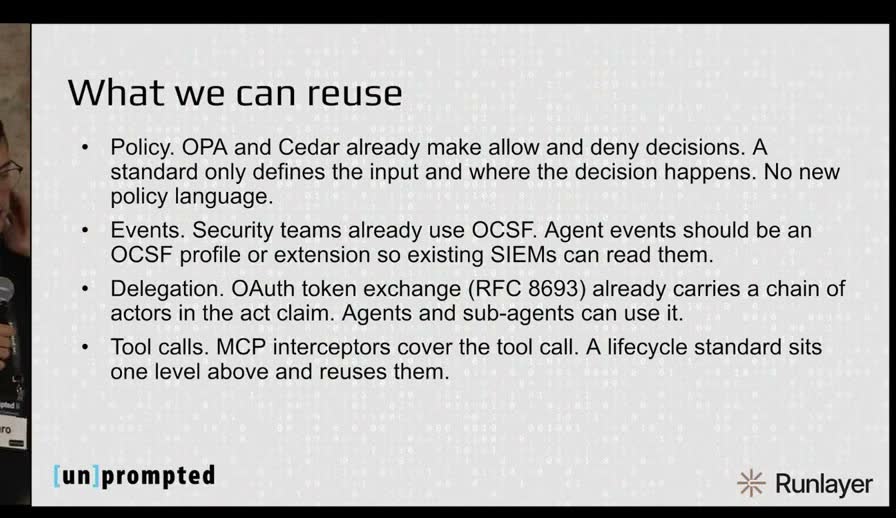 What we can reuse
• Policy. OPA and Cedar already make allow and deny decisions. A
standard only defines the input and where the decision happens. No new
policy language.
• Events. Security teams already use OCSF. Agent events should be an
OCSF profile or extension so existing SIEMs can read them.
• Delegation. OAuth token exchange (RFC 8693) already carries a chain of
actors in the act claim. Agents and sub-agents can use it.
• Tool calls. MCP interceptors cover the tool call. A lifecycle standard sits
one level above and reuses them.
[un]prompted
Runlayer